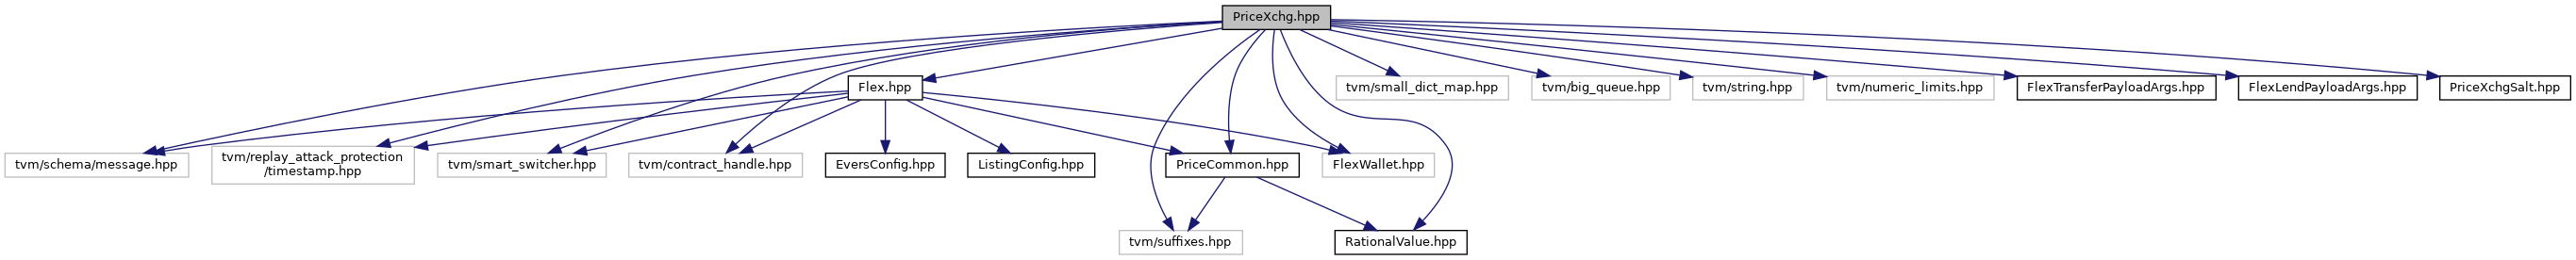 PriceXchg.hpp
Flex.hpp
tvm/small_dict_map.hpp
tvm/big_queue.hpp
tvm/string.hpp
tvm/numeric_limits.hpp
FlexTransferPayloadArgs.hpp
FlexLendPayloadArgs.hpp
PriceXchgSalt.hpp
tvm/schema/message.hpp
tvm/replay_attack_protection
/timestamp.hpp
tvm/smart_switcher.hpp
tvm/contract_handle.hpp
EversConfig.hpp
ListingConfig.hpp
PriceCommon.hpp
FlexWallet.hpp
tvm/suffixes.hpp
RationalValue.hpp